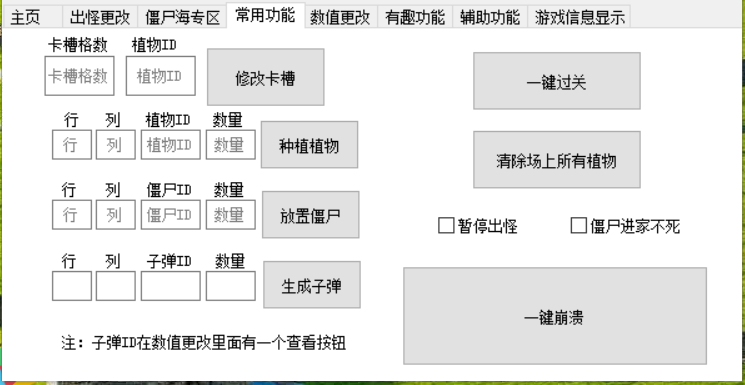 主页 出怪更改 僵尸海专区 常用功能 数值更改 有趣功能 辅助功能 游戏信息显示
卡槽格数 植物ID
卡槽格数 植物ID 修改卡槽
一键过关
行 列 植物ID 数量
行 列 植物ID 数量 种植植物
清除场上所有植物
行 列 僵尸ID 数量
行 列 僵尸ID 数量 放置僵尸
暂停出怪 僵尸进家不死
行 列 子弹ID 数量
生成子弹
一键崩溃
注：子弹ID在数值更改里面有一个查看按钮